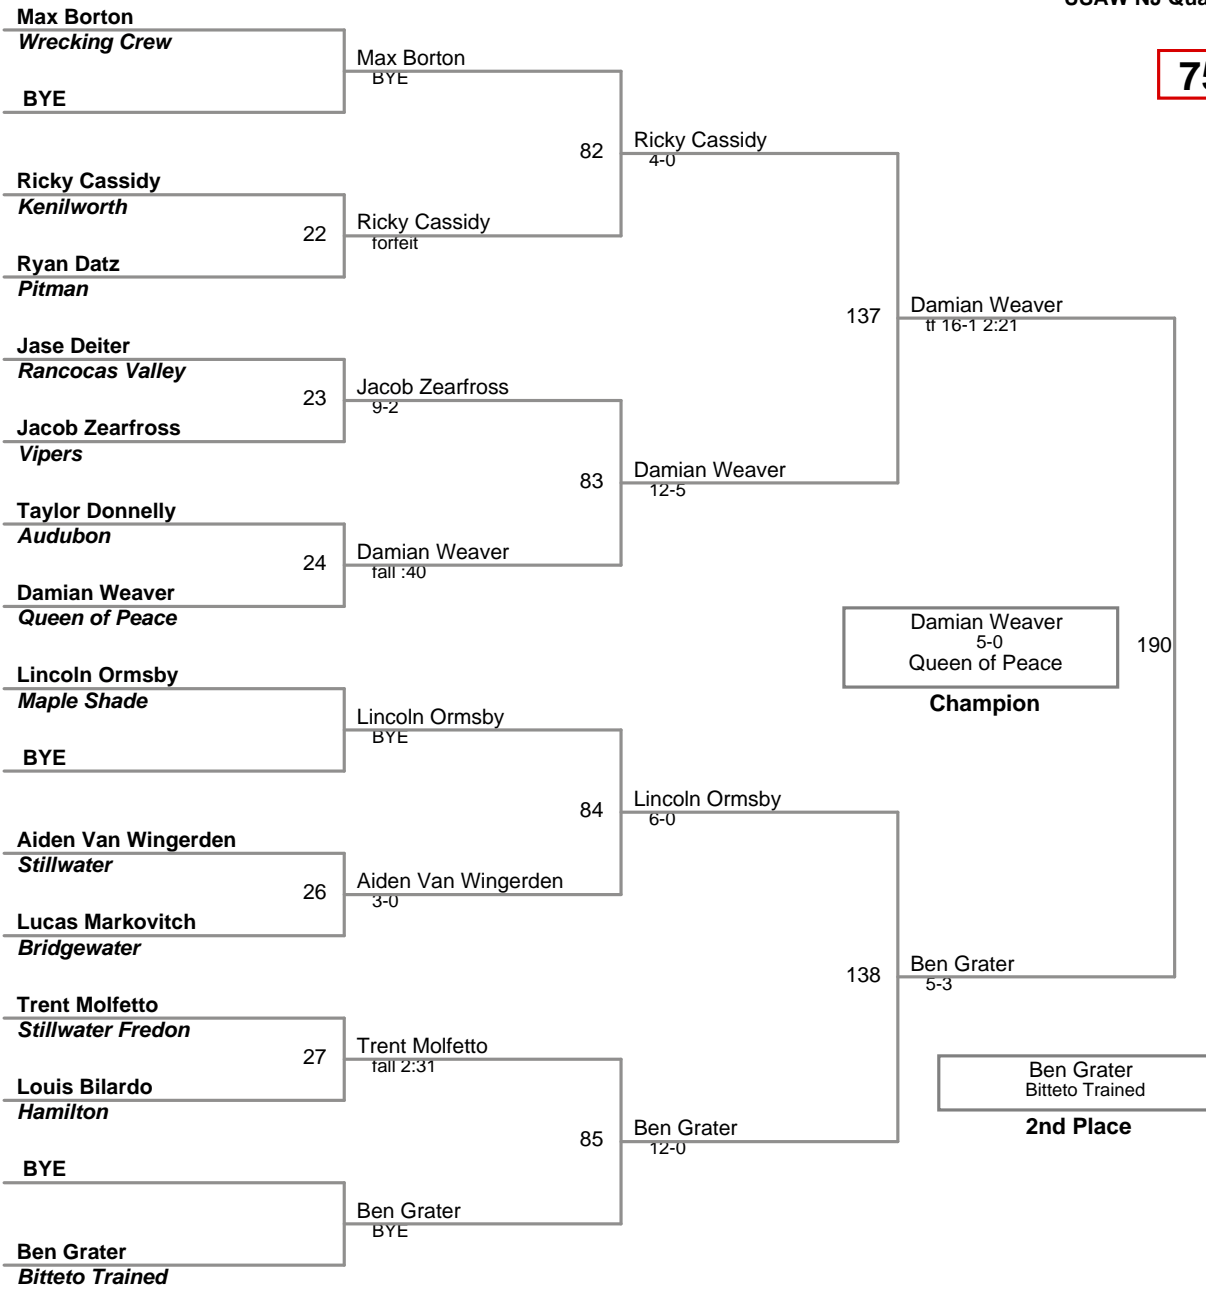 USAW NJ Qua
75
Max Borton
Wrecking Crew
BYE
Ricky Cassidy
Kenilworth
Ryan Datz
Pitman
Jase Deiter
Rancocas Valley
Jacob Zearfross
Vipers
Taylor Donnelly
Audubon
Damian Weaver
Queen of Peace
Lincoln Ormsby
Maple Shade
BYE
Aiden Van Wingerden
Stillwater
Lucas Markovitch
Bridgewater
Trent Molfetto
Stillwater Fredon
Louis Bilardo
Hamilton
BYE
Ben Grater
Bitteto Trained
22
23
24
26
27
Max Borton
BYE
Ricky Cassidy
forfeit
Jacob Zearfross
9-2
Damian Weaver
fall :40
Lincoln Ormsby
BYE
Aiden Van Wingerden
3-0
Trent Molfetto
fall 2:31
Ben Grater
BYE
82
83
84
85
Ricky Cassidy
4-0
Damian Weaver
12-5
Lincoln Ormsby
6-0
Ben Grater
12-0
137
138
Damian Weaver
tf 16-1 2:21
Ben Grater
5-3
190
Damian Weaver
5-0
Queen of Peace
Champion
Ben Grater
Bitteto Trained
2nd Place